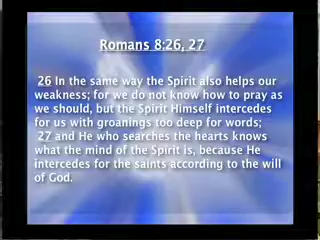 Romans 8:26, 27
26 In the same way the Spirit also helps our
weakness; for we do not know how to pray as
we should, but the Spirit Himself intercedes
for us with groanings too deep for words;
27 and He who searches the hearts knows
what the mind of the Spirit is, because He
intercedes for the saints according to the will
of God.